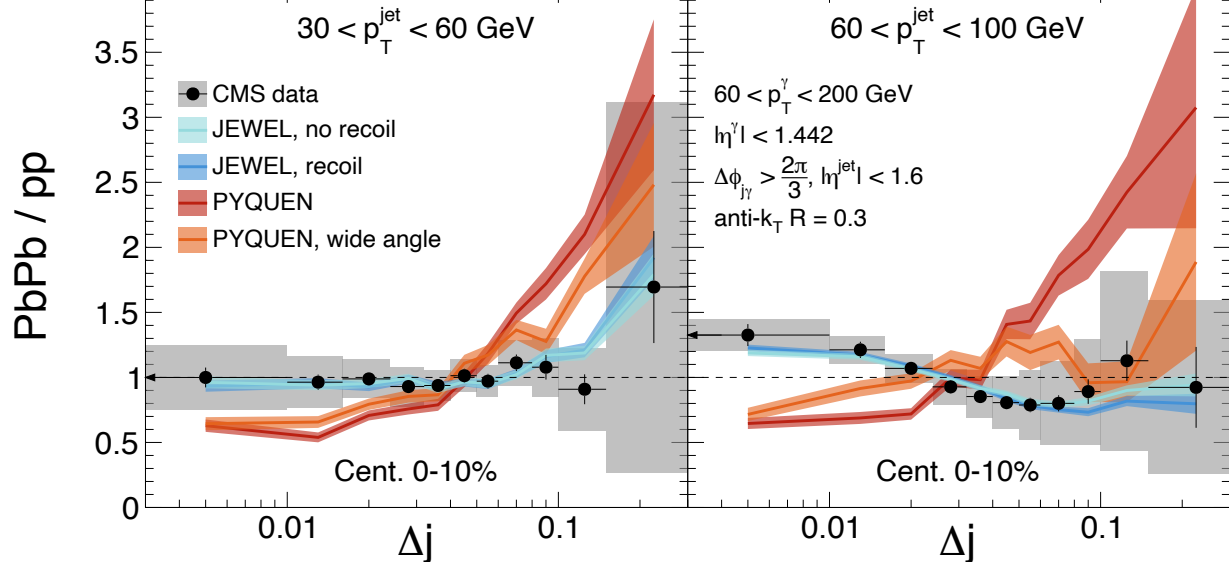 PbPb / pp
30 < p_T^jet < 60 GeV
CMS data
JEWEL, no recoil
JEWEL, recoil
PYQUEN
PYQUEN, wide angle
Cent. 0-10%
0
0.5
1
1.5
2
2.5
3
3.5
0.01
0.1
Δj
60 < p_T^jet < 100 GeV
60 < p_T^γ < 200 GeV
|η^γ| < 1.442
Δϕ_jγ > 2π/3, |η^jet| < 1.6
anti-k_T R = 0.3
Cent. 0-10%
0.01
0.1
Δj